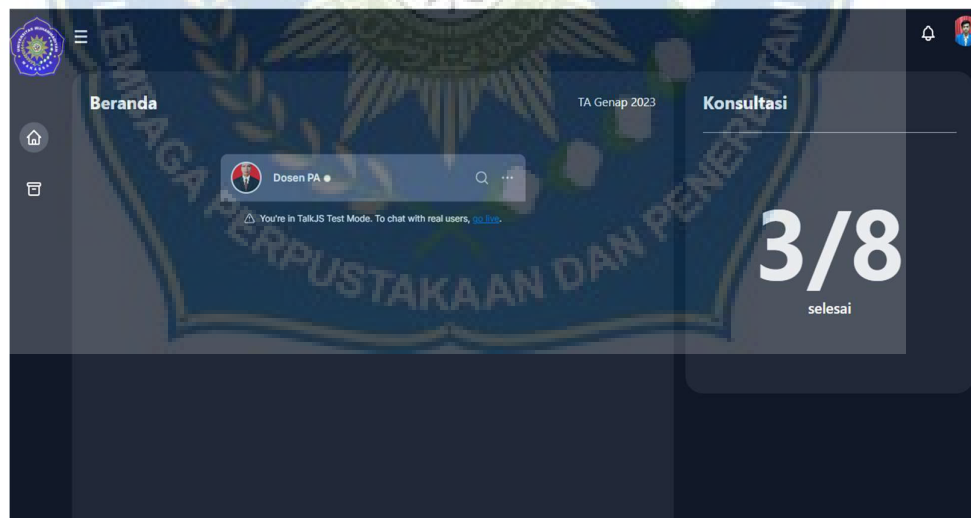 Beranda
TA Genap 2023
Konsultasi
Dosen PA
You're in TalkJS Test Mode. To chat with real users, go live.
3/8
selesai
LEMBAGA PERPUSTAKAAN DAN PENERBITAN